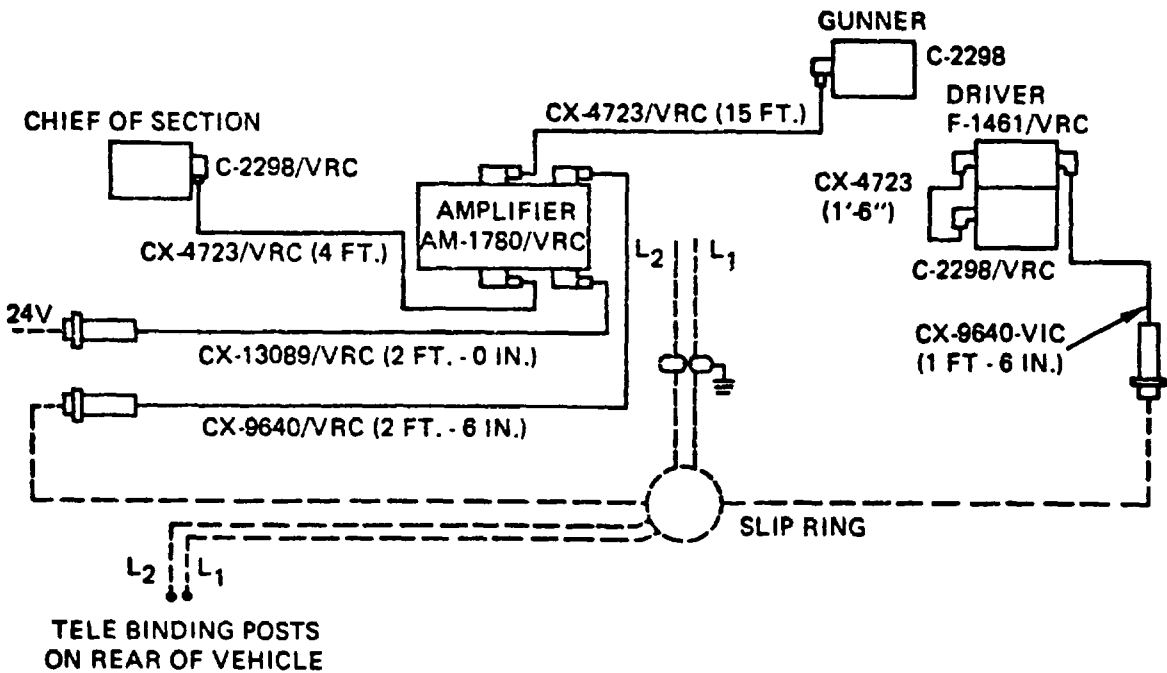 GUNNER
C-2298
DRIVER
F-1461/VRC
CX-4723/VRC (15 FT.)
CHIEF OF SECTION
C-2298/VRC
CX-4723
(1'-6")
AMPLIFIER
AM-1780/VRC
CX-4723/VRC (4 FT.)
L2
L1
C-2298/VRC
24V
CX-13089/VRC (2 FT. - 0 IN.)
CX-9640-VIC
(1 FT - 6 IN.)
CX-9640/VRC (2 FT. - 6 IN.)
SLIP RING
L2
L1
TELE BINDING POSTS
ON REAR OF VEHICLE